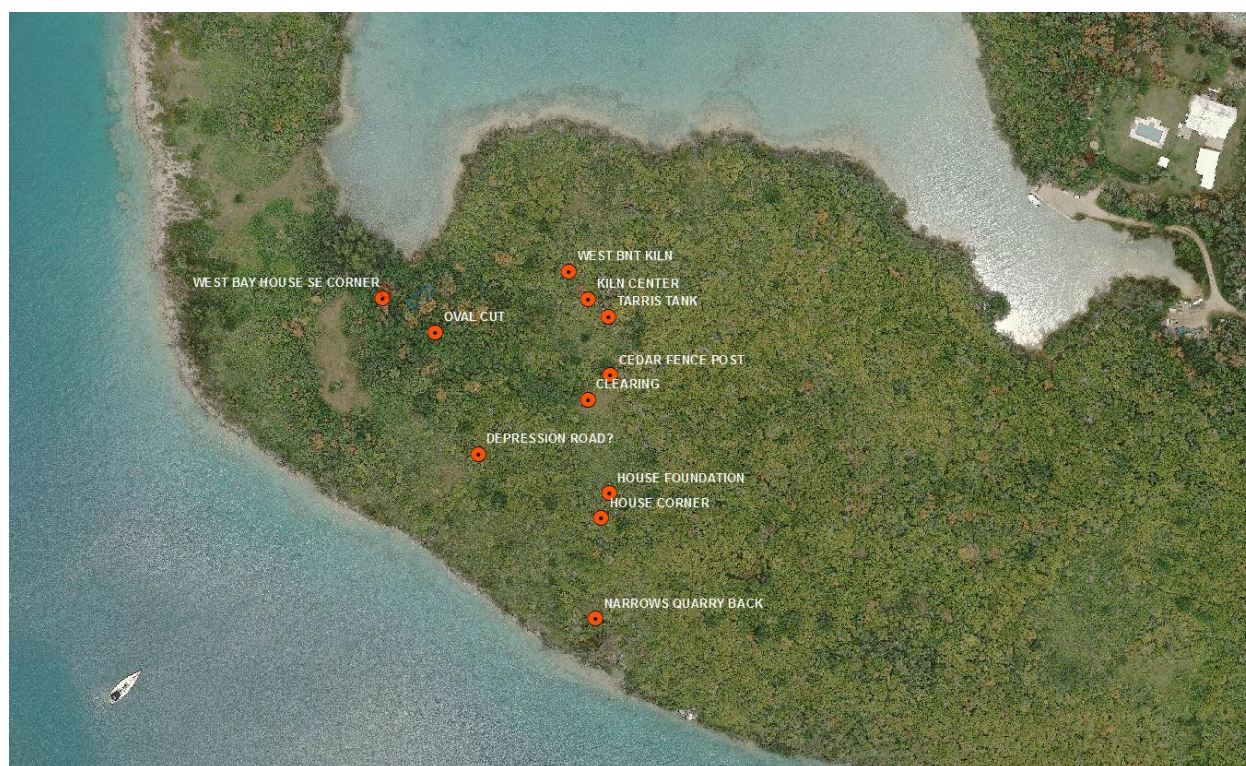 WEST BNT KILN
WEST BAY HOUSE SE CORNER
KILN CENTER
TARRIS TANK
OVAL CUT
CEDAR FENCE POST
CLEARING
DEPRESSION ROAD?
HOUSE FOUNDATION
HOUSE CORNER
NARROWS QUARRY BACK